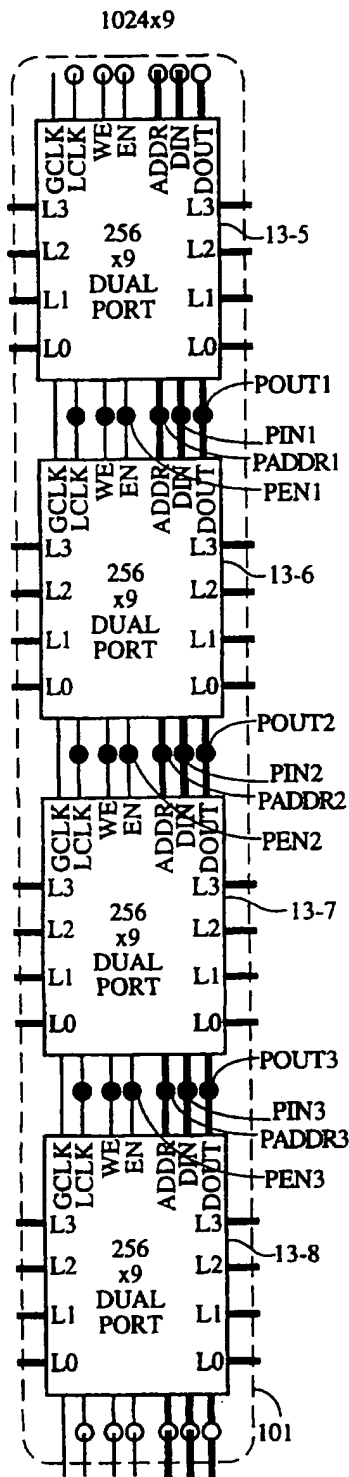 1024x9
GCLK LCLK WE EN ADDR DIN DOUT
L3 L3
13-5
256
x9
DUAL
PORT
L2 L2
L1 L1
L0 L0
POUT1
PIN1
PADDR1
PEN1
GCLK LCLK WE EN ADDR DIN DOUT
L3 L3
13-6
256
x9
DUAL
PORT
L2 L2
L1 L1
L0 L0
POUT2
PIN2
PADDR2
PEN2
GCLK LCLK WE EN ADDR DIN DOUT
L3 L3
13-7
256
x9
DUAL
PORT
L2 L2
L1 L1
L0 L0
POUT3
PIN3
PADDR3
PEN3
GCLK LCLK WE EN ADDR DIN DOUT
L3 L3
13-8
256
x9
DUAL
PORT
L2 L2
L1 L1
L0 L0
101